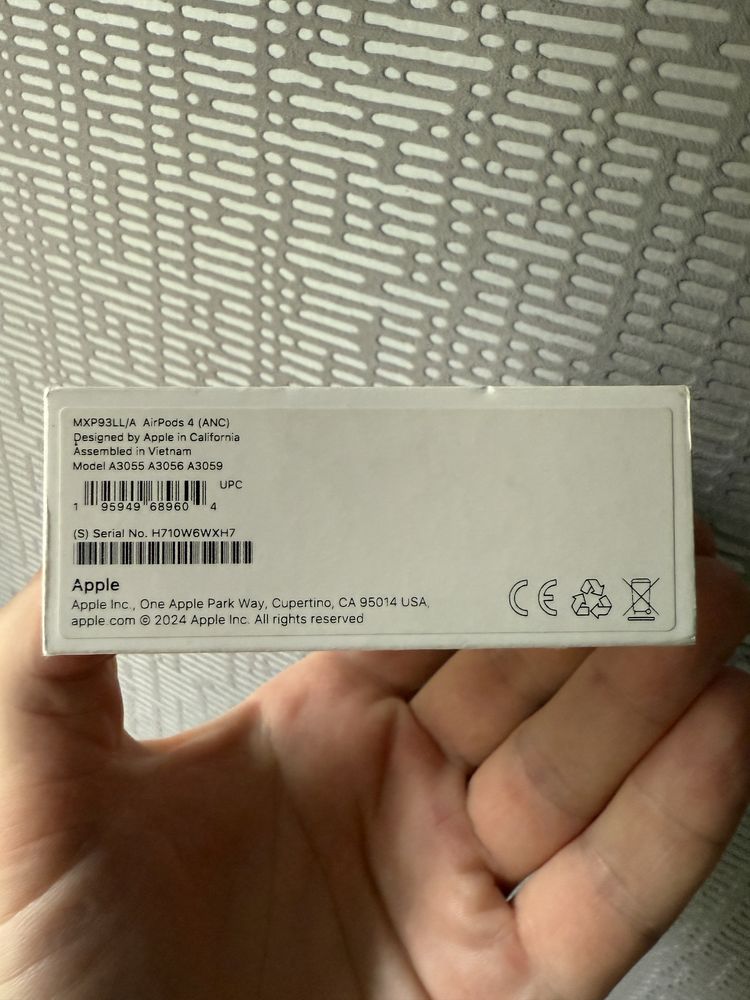 MXP93LL/A AirPods 4 (ANC)
Designed by Apple in California
Assembled in Vietnam
Model A3055 A3056 A3059
UPC
1 95949 68960 4
(S) Serial No. H710W6WXH7
Apple
Apple Inc., One Apple Park Way, Cupertino, CA 95014 USA,
apple.com © 2024 Apple Inc. All rights reserved
CE